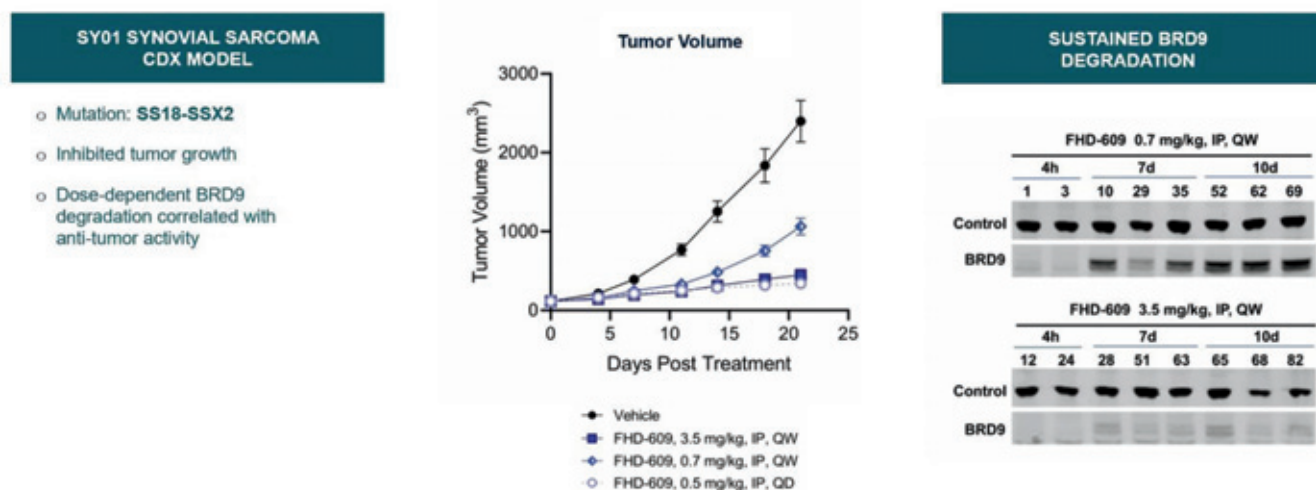 SY01 SYNOVIAL SARCOMA
CDX MODEL
o Mutation: SS18-SSX2
o Inhibited tumor growth
o Dose-dependent BRD9
degradation correlated with
anti-tumor activity
Tumor Volume
Tumor Volume (mm³)
3000
2000
1000
0
0 5 10 15 20 25
Days Post Treatment
Vehicle
FHD-609, 3.5 mg/kg, IP, QW
FHD-609, 0.7 mg/kg, IP, QW
FHD-609, 0.5 mg/kg, IP, QD
SUSTAINED BRD9
DEGRADATION
FHD-609 0.7 mg/kg, IP, QW
4h 7d 10d
1 3 10 29 35 52 62 69
Control
BRD9
FHD-609 3.5 mg/kg, IP, QW
4h 7d 10d
12 24 28 51 63 65 68 82
Control
BRD9